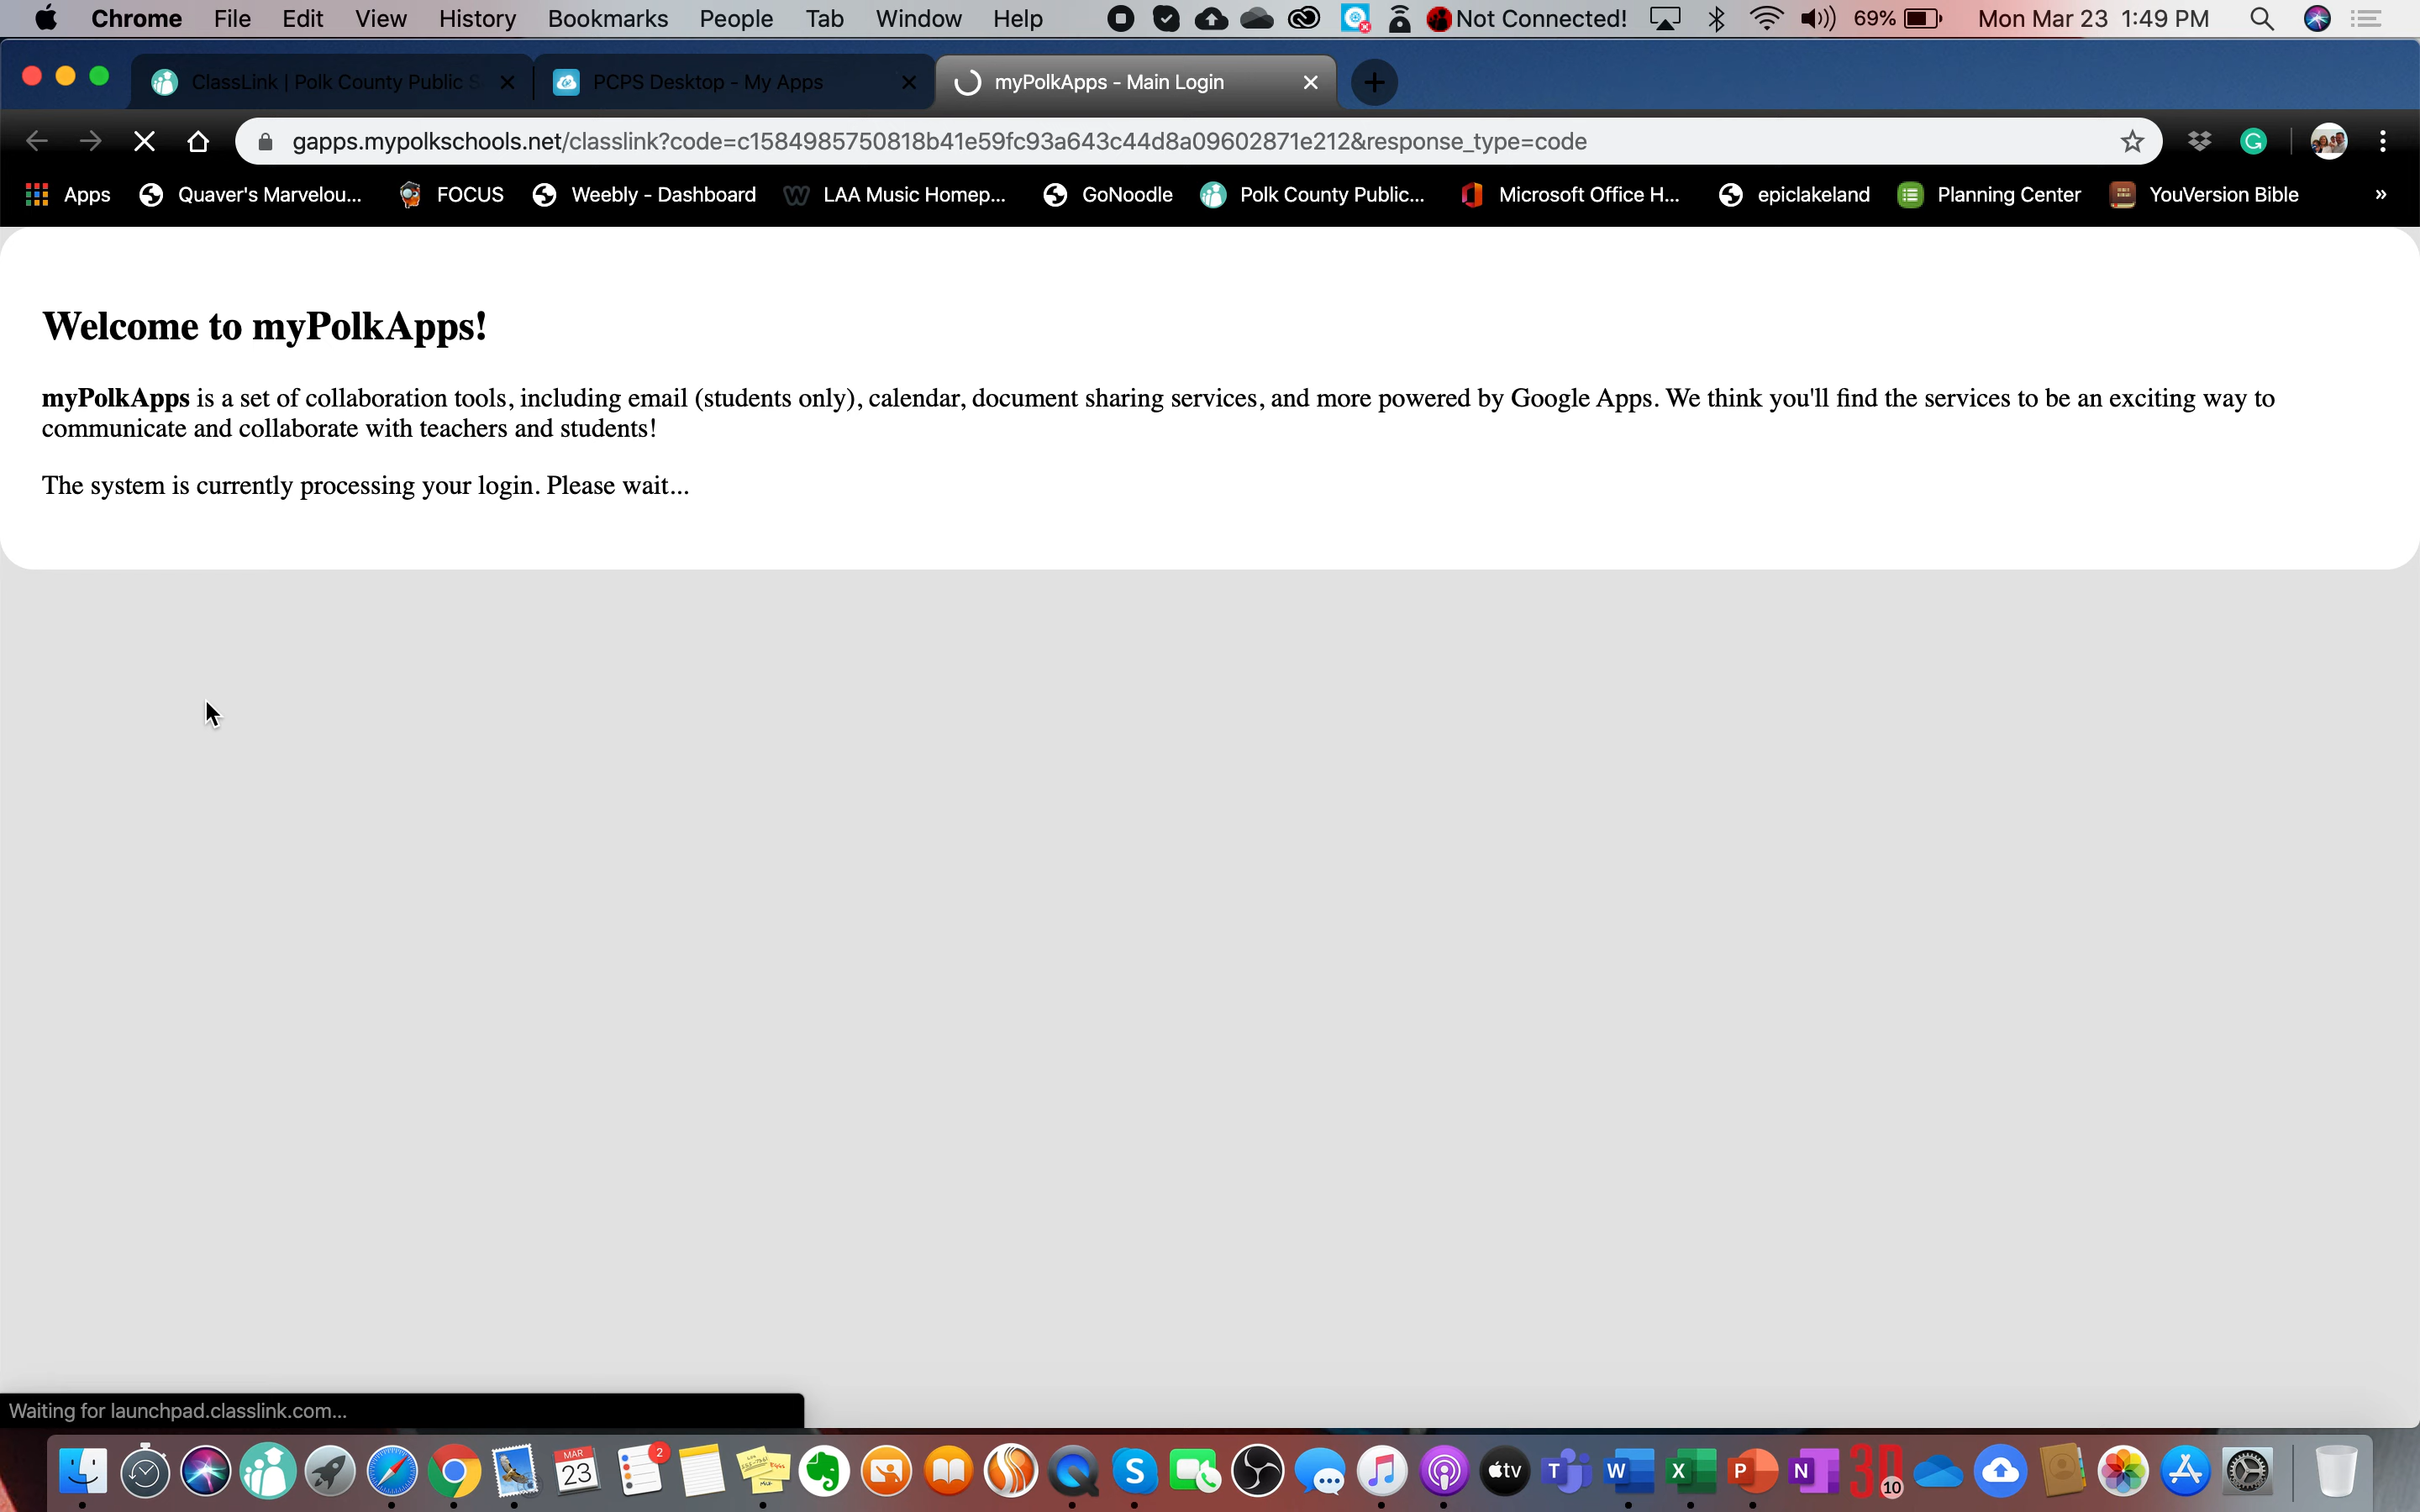 Chrome File Edit View History Bookmarks People Tab Window Help Not Connected! 69% Mon Mar 23 1:49 PM
ClassLink | Polk County Public S PCPS Desktop - My Apps myPolkApps - Main Login
gapps.mypolkschools.net/classlink?code=c1584985750818b41e59fc93a643c44d8a09602871e212&response_type=code
Apps Quaver's Marvelou... FOCUS Weebly - Dashboard LAA Music Homep... GoNoodle Polk County Public... Microsoft Office H... epiclakeland Planning Center YouVersion Bible »
Welcome to myPolkApps!
myPolkApps is a set of collaboration tools, including email (students only), calendar, document sharing services, and more powered by Google Apps. We think you'll find the services to be an exciting way to
communicate and collaborate with teachers and students!
The system is currently processing your login. Please wait...
Waiting for launchpad.classlink.com...
MAR
23 2 S tv T W X P N 3D 10